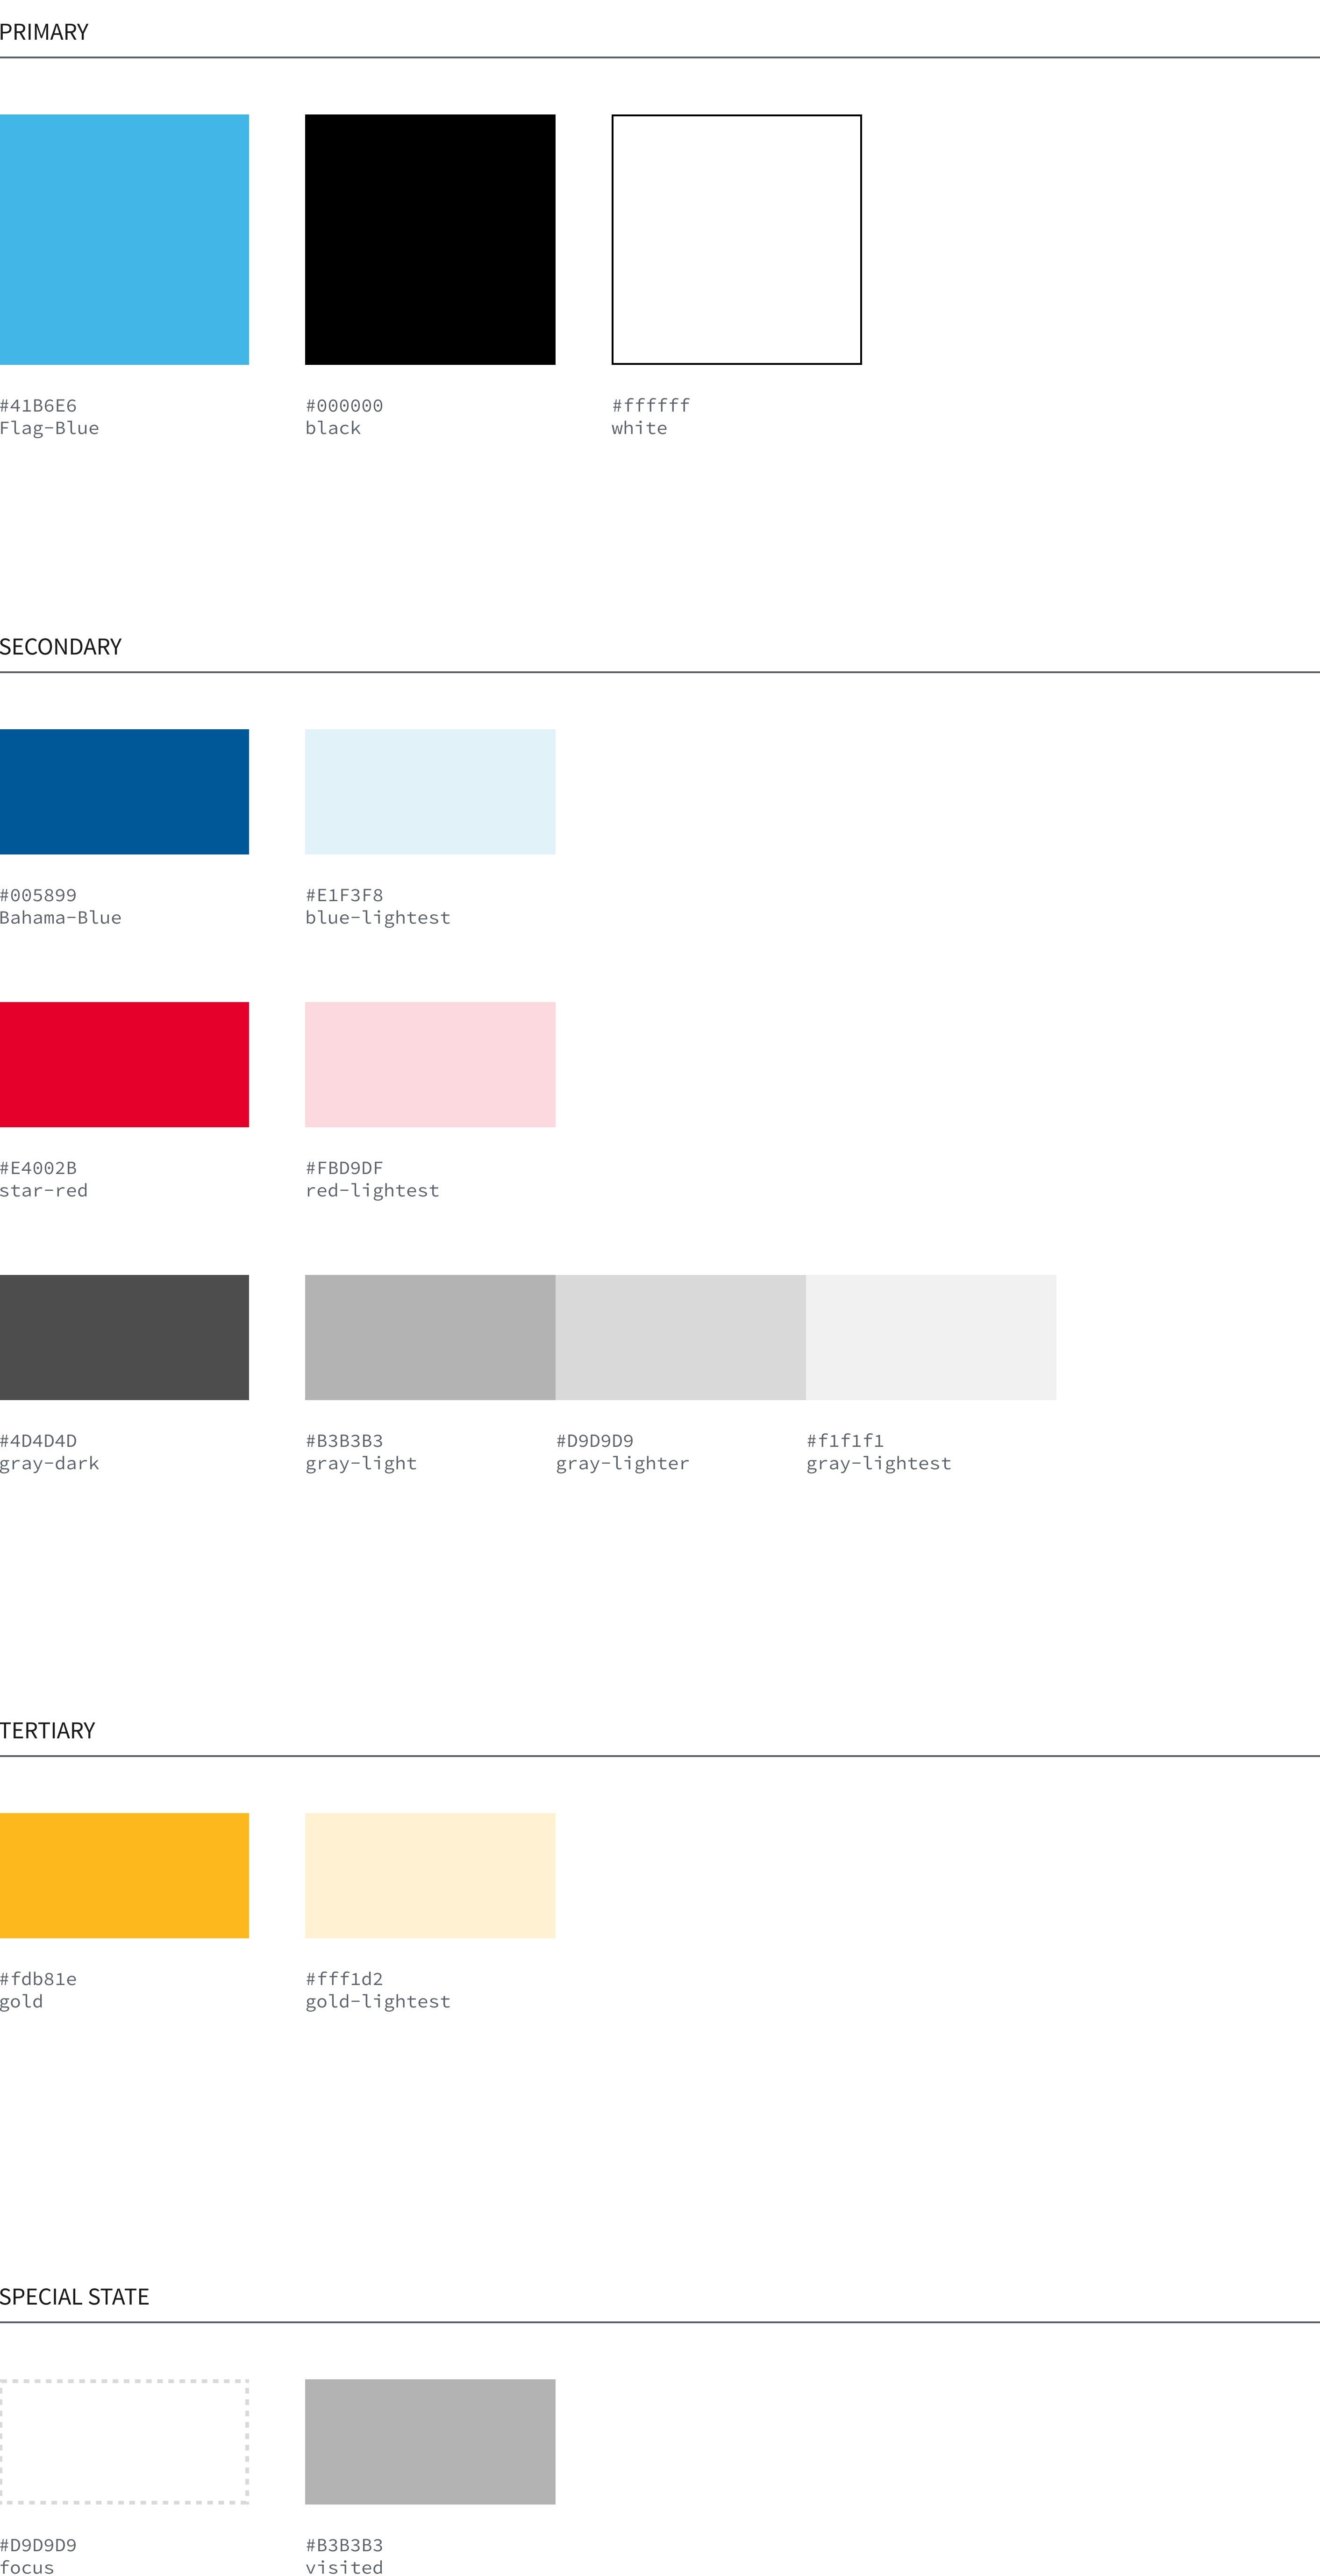 PRIMARY
#41B6E6
Flag-Blue
#000000
black
#ffffff
white
SECONDARY
#005899
Bahama-Blue
#E1F3F8
blue-lightest
#E4002B
star-red
#FBD9DF
red-lightest
#4D4D4D
gray-dark
#B3B3B3
gray-light
#D9D9D9
gray-lighter
#f1f1f1
gray-lightest
TERTIARY
#fdb81e
gold
#fff1d2
gold-lightest
SPECIAL STATE
#D9D9D9
focus
#B3B3B3
visited